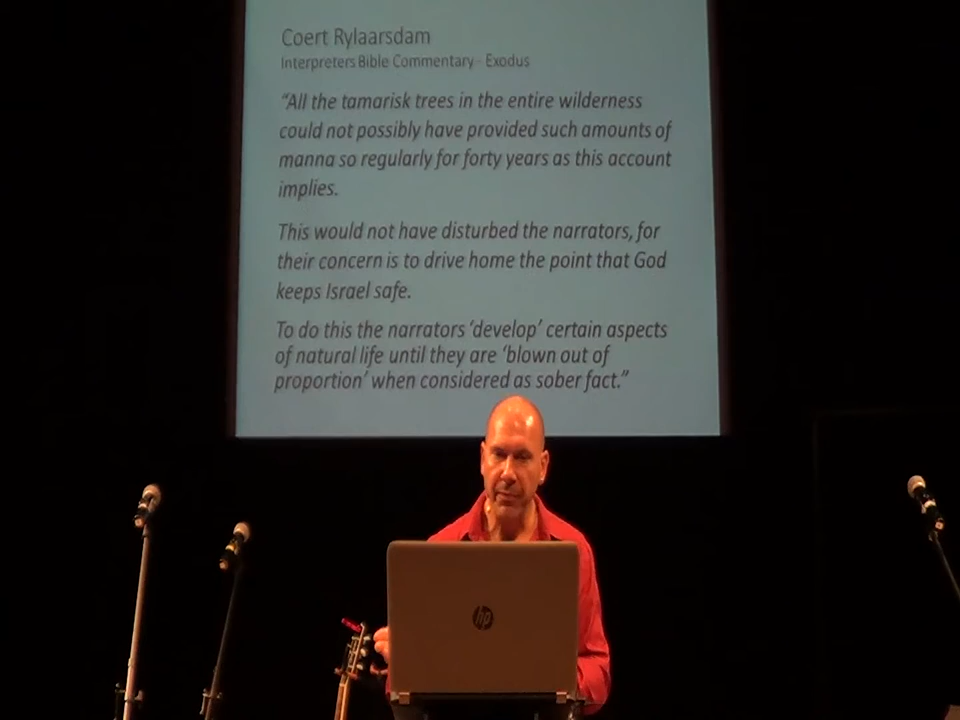 Coert Rylaarsdam
Interpreters Bible Commentary - Exodus
“All the tamarisk trees in the entire wilderness
could not possibly have provided such amounts of
manna so regularly for forty years as this account
implies.
This would not have disturbed the narrators, for
their concern is to drive home the point that God
keeps Israel safe.
To do this the narrators ‘develop’ certain aspects
of natural life until they are ‘blown out of
proportion’ when considered as sober fact.”
hp